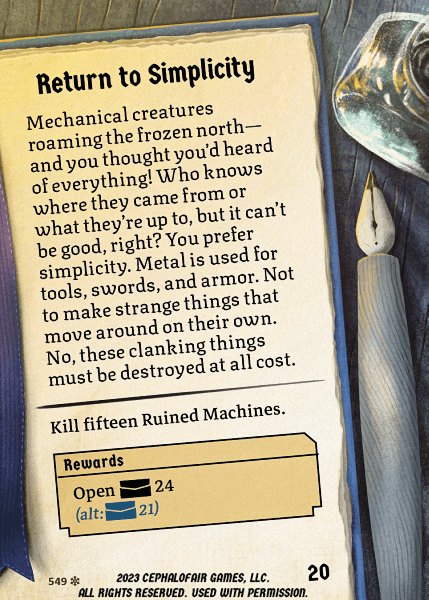 Return to Simplicity
Mechanical creatures
roaming the frozen north—
and you thought you'd heard
of everything! Who knows
where they came from or
what they're up to, but it can't
be good, right? You prefer
simplicity. Metal is used for
tools, swords, and armor. Not
to make strange things that
move around on their own.
No, these clanking things
must be destroyed at all cost.
Kill fifteen Ruined Machines.
Rewards
Open 24
(alt: 21)
549 ✻
20
2023 CEPHALOFAIR GAMES, LLC.
ALL RIGHTS RESERVED. USED WITH PERMISSION.